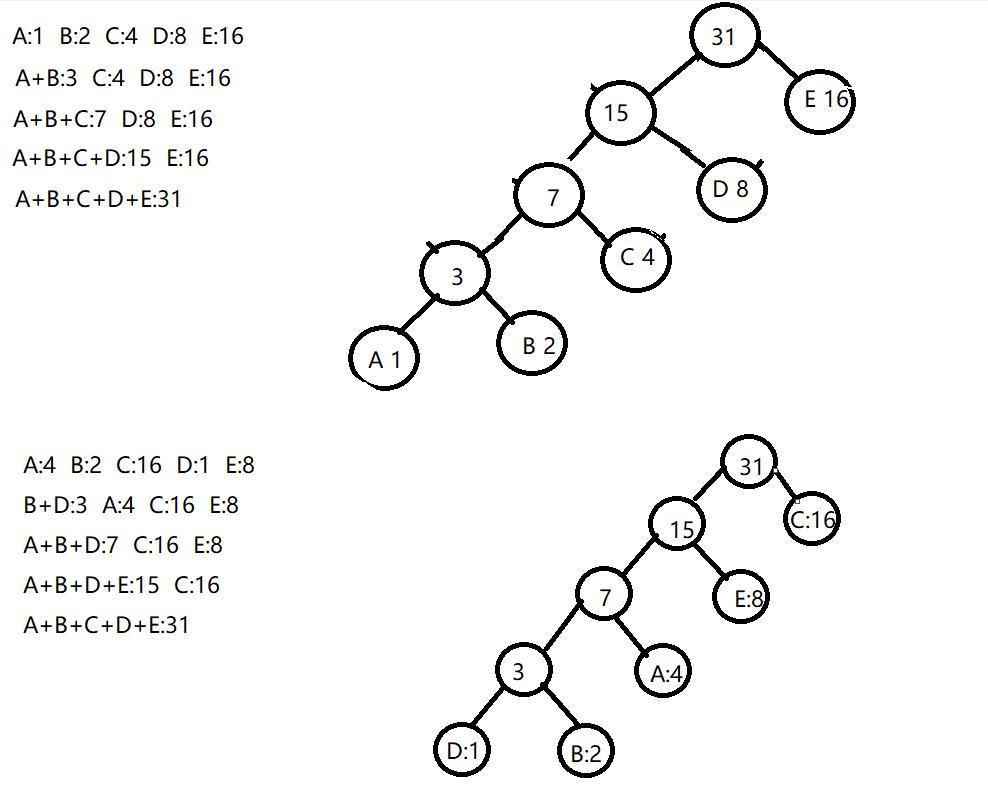 A:1 B:2 C:4 D:8 E:16
A+B:3 C:4 D:8 E:16
A+B+C:7 D:8 E:16
A+B+C+D:15 E:16
A+B+C+D+E:31
31
E 16
15
D 8
7
C 4
3
A 1
B 2
A:4 B:2 C:16 D:1 E:8
B+D:3 A:4 C:16 E:8
A+B+D:7 C:16 E:8
A+B+D+E:15 C:16
A+B+C+D+E:31
31
C:16
15
E:8
7
A:4
3
D:1
B:2